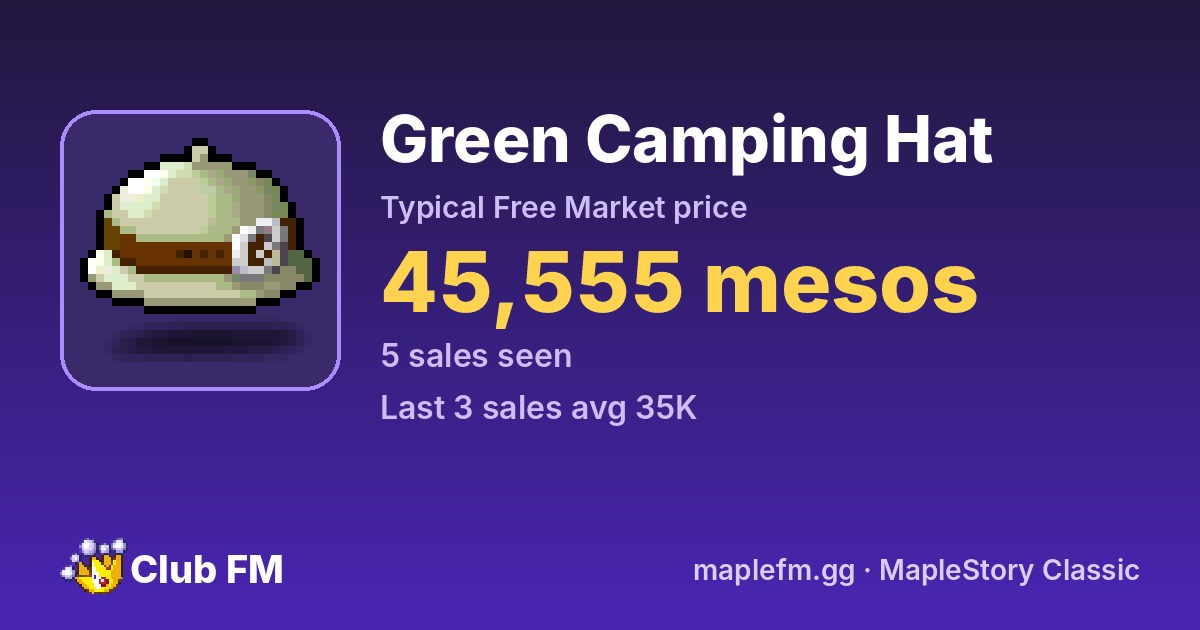 Green Camping Hat
Typical Free Market price
45,555 mesos
5 sales seen
Last 3 sales avg 35K
Club FM
maplefm.gg · MapleStory Classic